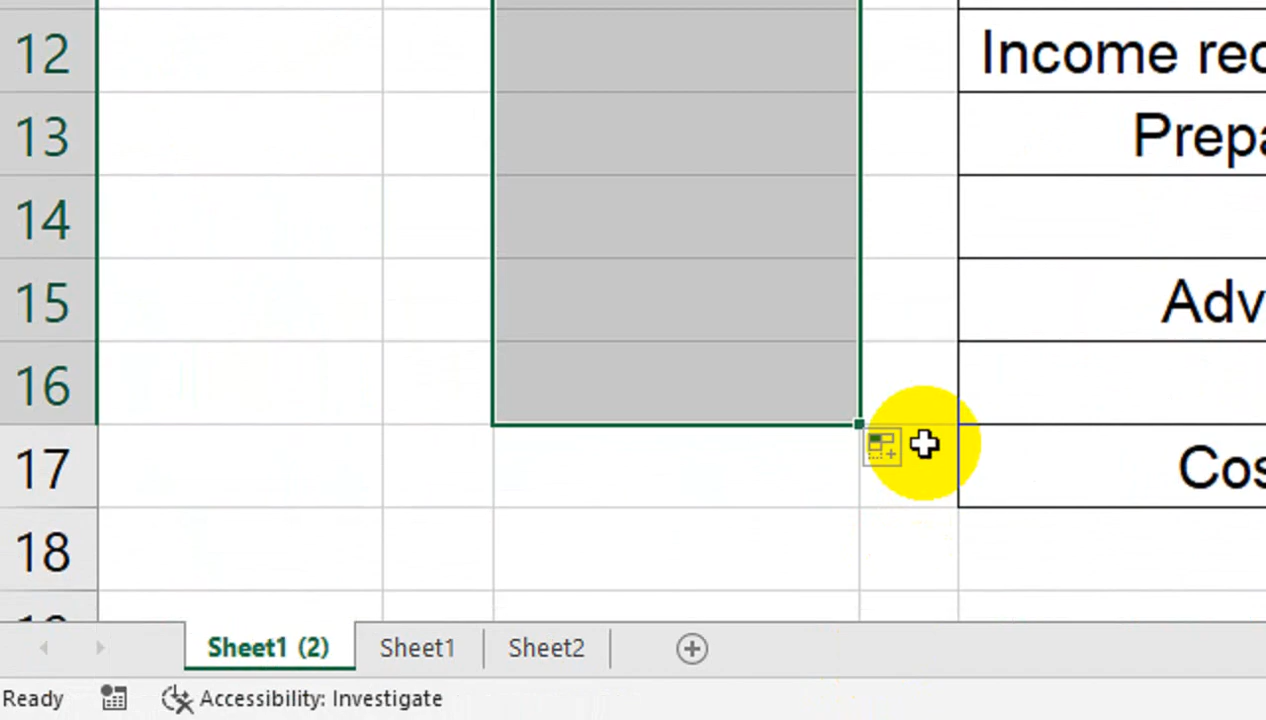 12
Income rec
13
Prepa
14
15
Adv
16
17
Cos
18
Sheet1 (2) Sheet1 Sheet2
Ready Accessibility: Investigate